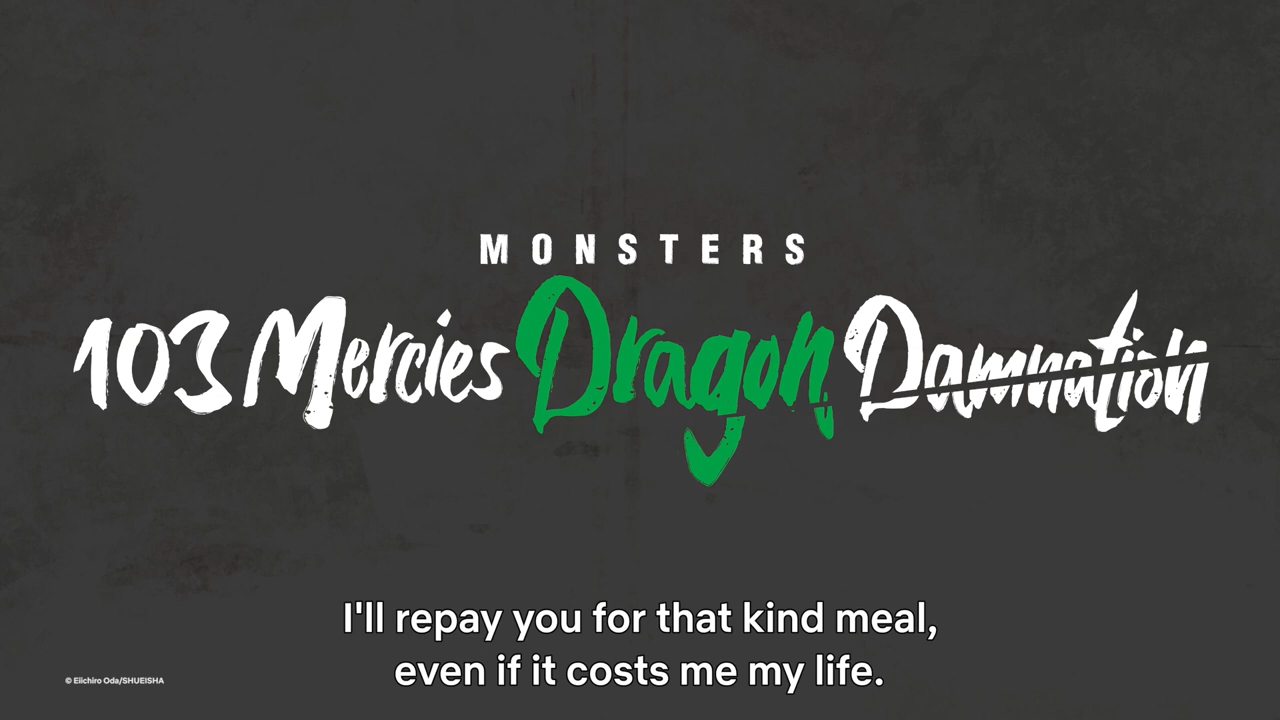 MONSTERS
103 Mercies Dragon Damnation
I'll repay you for that kind meal,
even if it costs me my life.
© Eiichiro Oda/SHUEISHA